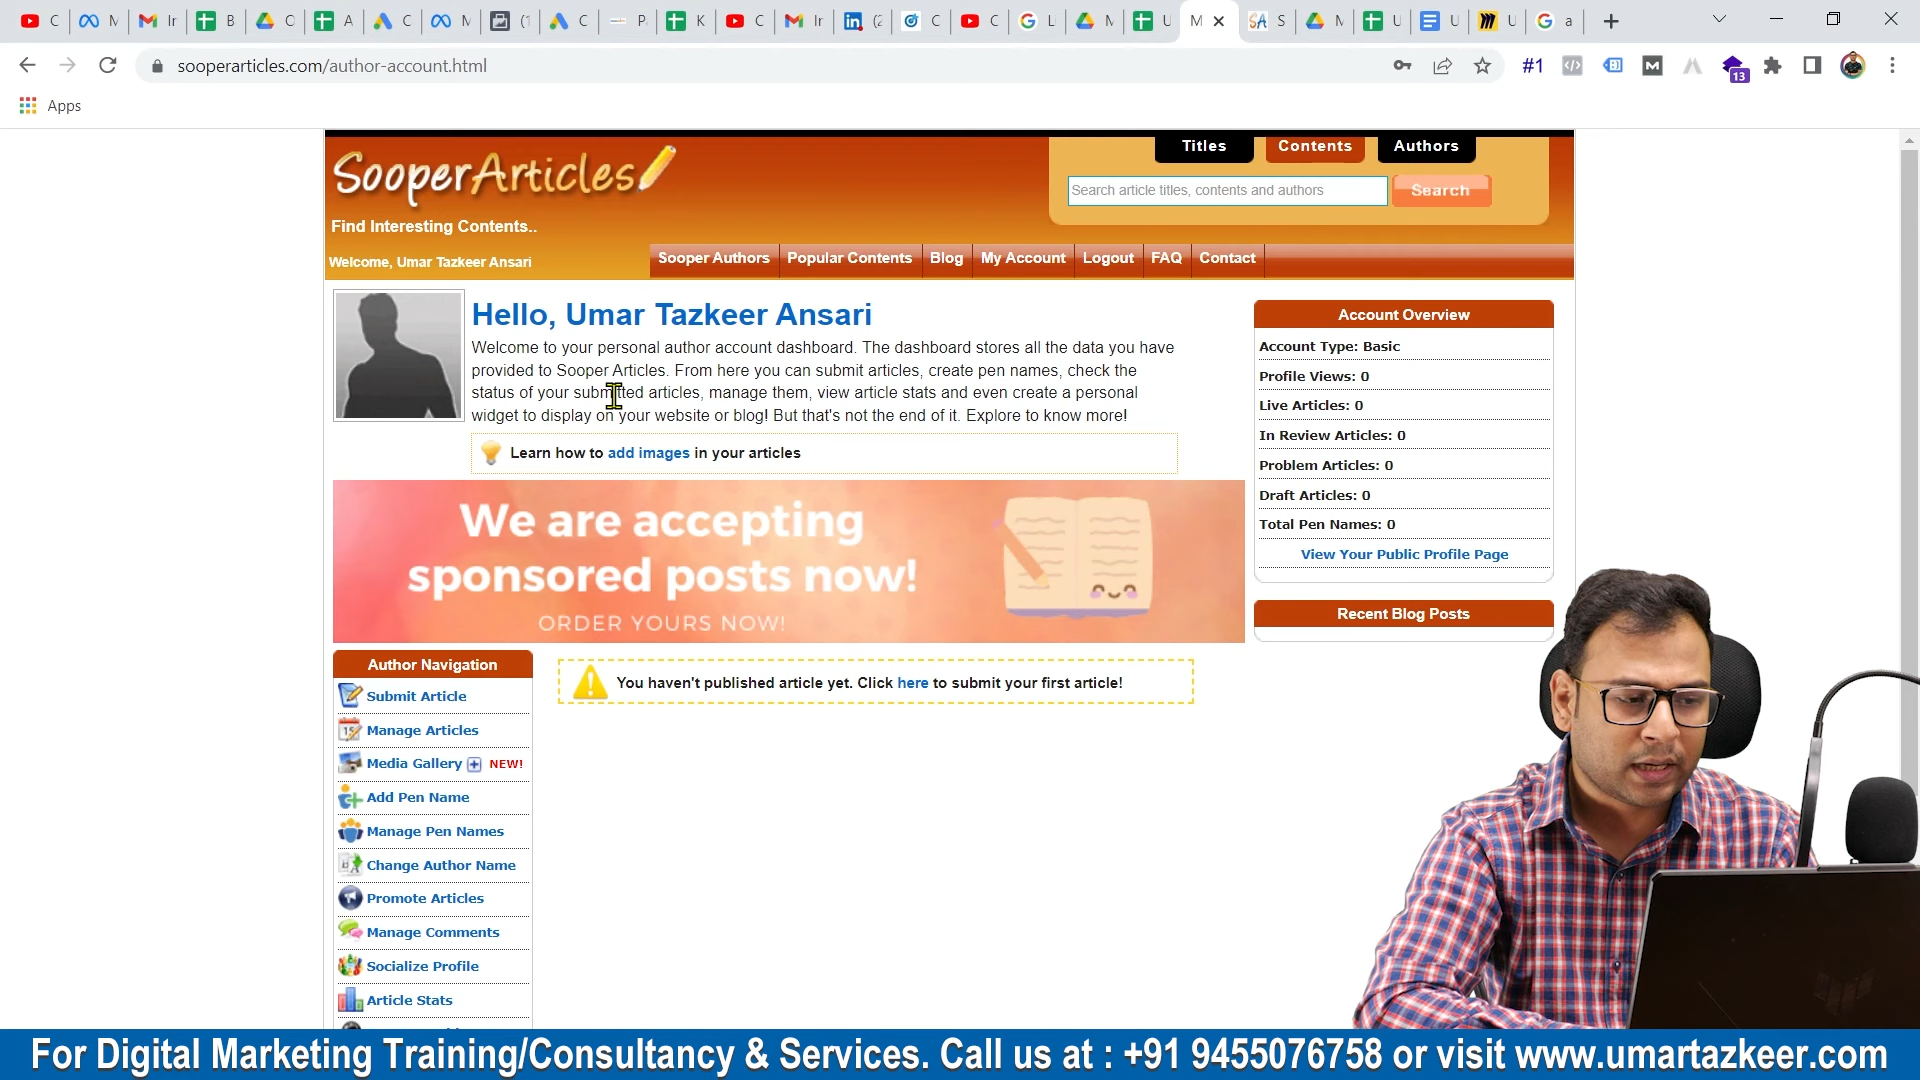 C
M
Ir
B
C
A
C
M
(1
C
P
K
C
Ir
(2
C
C
L
M
U
M
S
M
U
U
U
a
sooperarticles.com/author-account.html
#1
13
Apps
SooperArticles
Find Interesting Contents..
Titles Contents Authors
Search article titles, contents and authors
Search
Welcome, Umar Tazkeer Ansari
Sooper Authors Popular Contents Blog My Account Logout FAQ Contact
Hello, Umar Tazkeer Ansari
Welcome to your personal author account dashboard. The dashboard stores all the data you have
provided to Sooper Articles. From here you can submit articles, create pen names, check the
status of your submitted articles, manage them, view article stats and even create a personal
widget to display on your website or blog! But that's not the end of it. Explore to know more!
Learn how to add images in your articles
We are accepting
sponsored posts now!
ORDER YOURS NOW!
Account Overview
Account Type: Basic
Profile Views: 0
Live Articles: 0
In Review Articles: 0
Problem Articles: 0
Draft Articles: 0
Total Pen Names: 0
View Your Public Profile Page
Recent Blog Posts
Author Navigation
Submit Article
Manage Articles
Media Gallery NEW!
Add Pen Name
Manage Pen Names
Change Author Name
Promote Articles
Manage Comments
Socialize Profile
Article Stats
You haven't published article yet. Click here to submit your first article!
For Digital Marketing Training/Consultancy & Services. Call us at : +91 9455076758 or visit www.umartazkeer.com